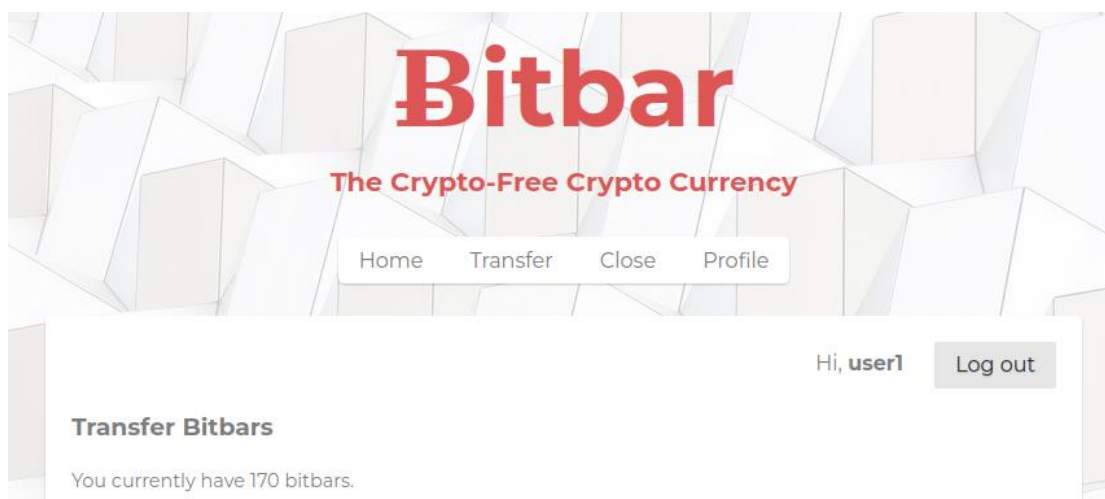 Ƀitbar
The Crypto-Free Crypto Currency
Home Transfer Close Profile
Hi, user1 Log out
Transfer Bitbars
You currently have 170 bitbars.